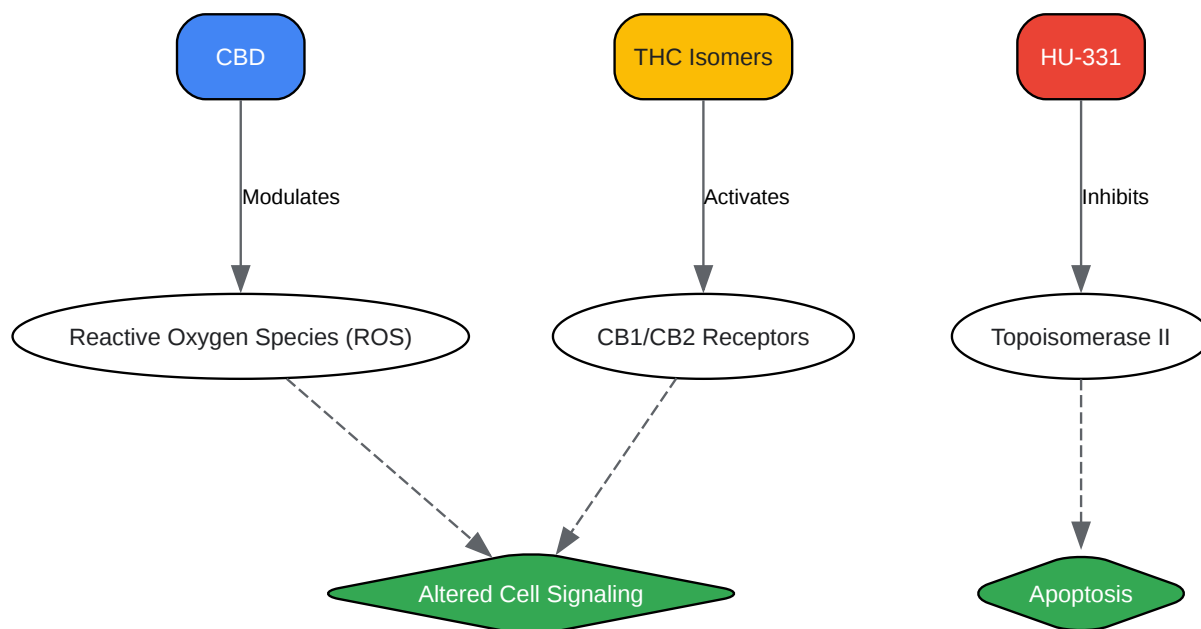 CBD
THC Isomers
HU-331
Modulates
Activates
Inhibits
Reactive Oxygen Species (ROS)
CB1/CB2 Receptors
Topoisomerase II
Altered Cell Signaling
Apoptosis